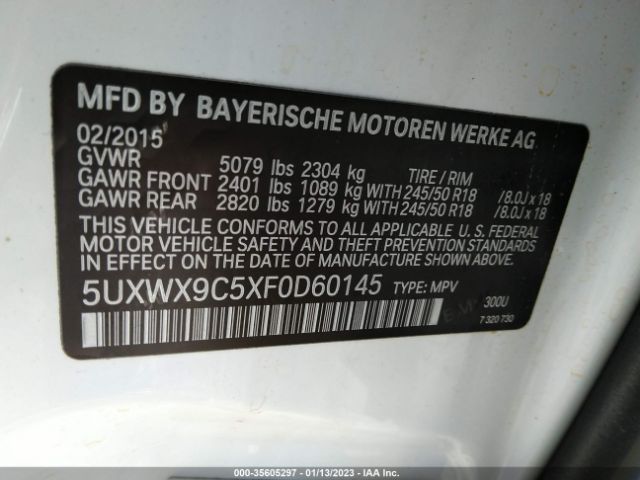 MFD BY BAYERISCHE MOTOREN WERKE AG
02/2015
GVWR 5079 lbs 2304 kg TIRE / RIM
GAWR FRONT 2401 lbs 1089 kg WITH 245/50 R18 /8.0J x 18
GAWR REAR 2820 lbs 1279 kg WITH 245/50 R18 /8.0J x 18
THIS VEHICLE CONFORMS TO ALL APPLICABLE U. S. FEDERAL
MOTOR VEHICLE SAFETY AND THEFT PREVENTION STANDARDS
IN EFFECT ON THE DATE OF MANUFACTURE SHOWN ABOVE.
5UXWX9C5XF0D60145 TYPE: MPV
300U
7 320 730
000-35605297 - 01/13/2023 - IAA Inc.